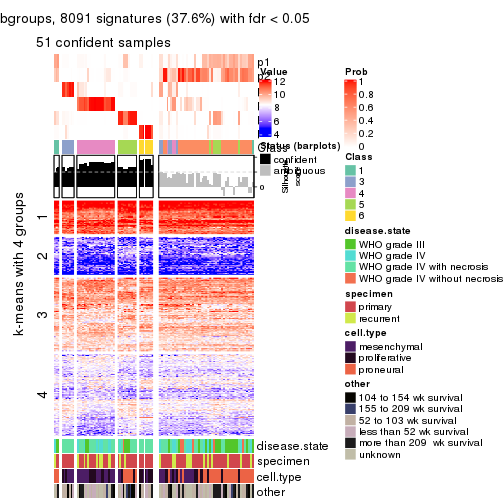 bgroups, 8091 signatures (37.6%) with fdr < 0.05
51 confident samples
p1
Value
12
10
8
6
4
Prob
1
0.8
0.6
0.4
0.2
0
Class
Status (barplots)
confident
ambiguous
0
Class
1
3
4
5
6
disease.state
WHO grade III
WHO grade IV
WHO grade IV with necrosis
WHO grade IV without necrosis
specimen
primary
recurrent
cell.type
mesenchymal
proliferative
proneural
other
104 to 154 wk survival
155 to 209 wk survival
52 to 103 wk survival
less than 52 wk survival
more than 209 wk survival
unknown
k-means with 4 groups
1
2
3
4
disease.state
specimen
cell.type
other